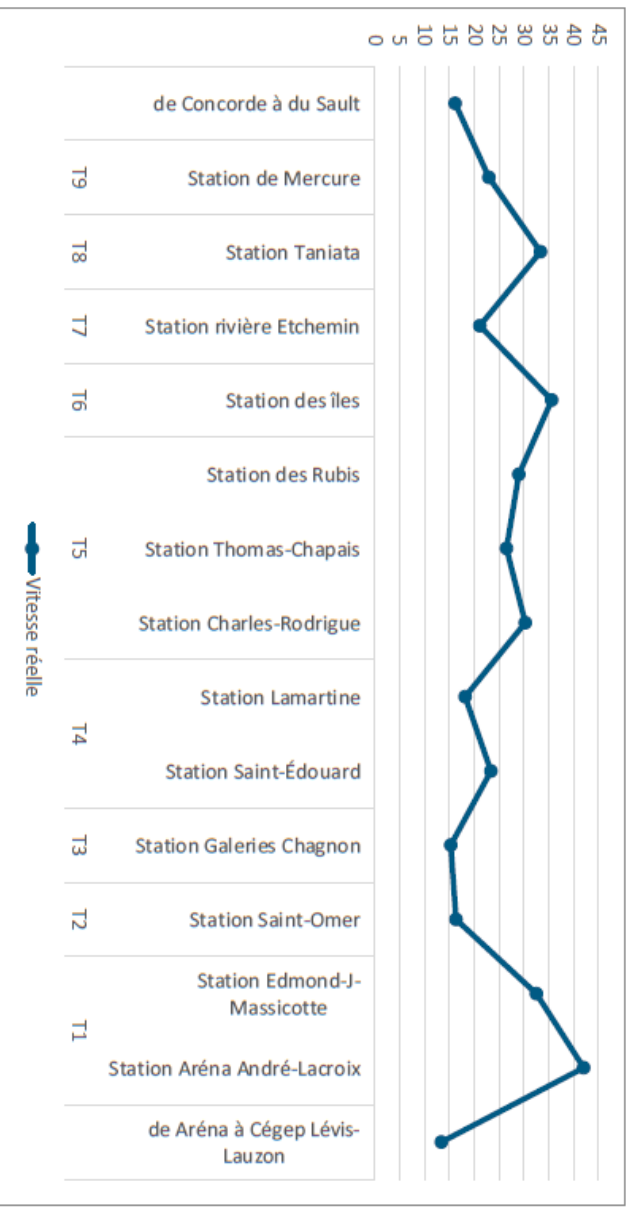 0 5 10 15 20 25 30 35 40 45
de Concorde à du Sault
T9
Station de Mercure
T8
Station Taniata
T7
Station rivière Etchemin
T6
Station des îles
Station des Rubis
T5
Station Thomas-Chapais
Station Charles-Rodrigue
Station Lamartine
T4
Station Saint-Édouard
T3
Station Galeries Chagnon
T2
Station Saint-Omer
Station Edmond-J-
Massicotte
T1
Station Aréna André-Lacroix
de Aréna à Cégep Lévis-
Lauzon
Vitesse réelle